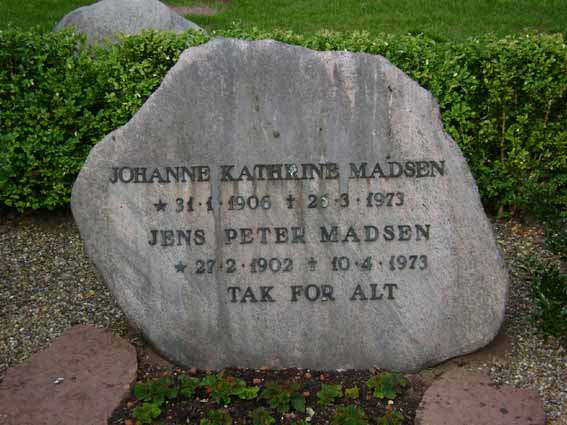 JOHANNE KATHRINE MADSEN
★ 31·1·1906 ✝ 26·3·1973
JENS PETER MADSEN
★ 27·2·1902 ✝ 10·4·1973
TAK FOR ALT